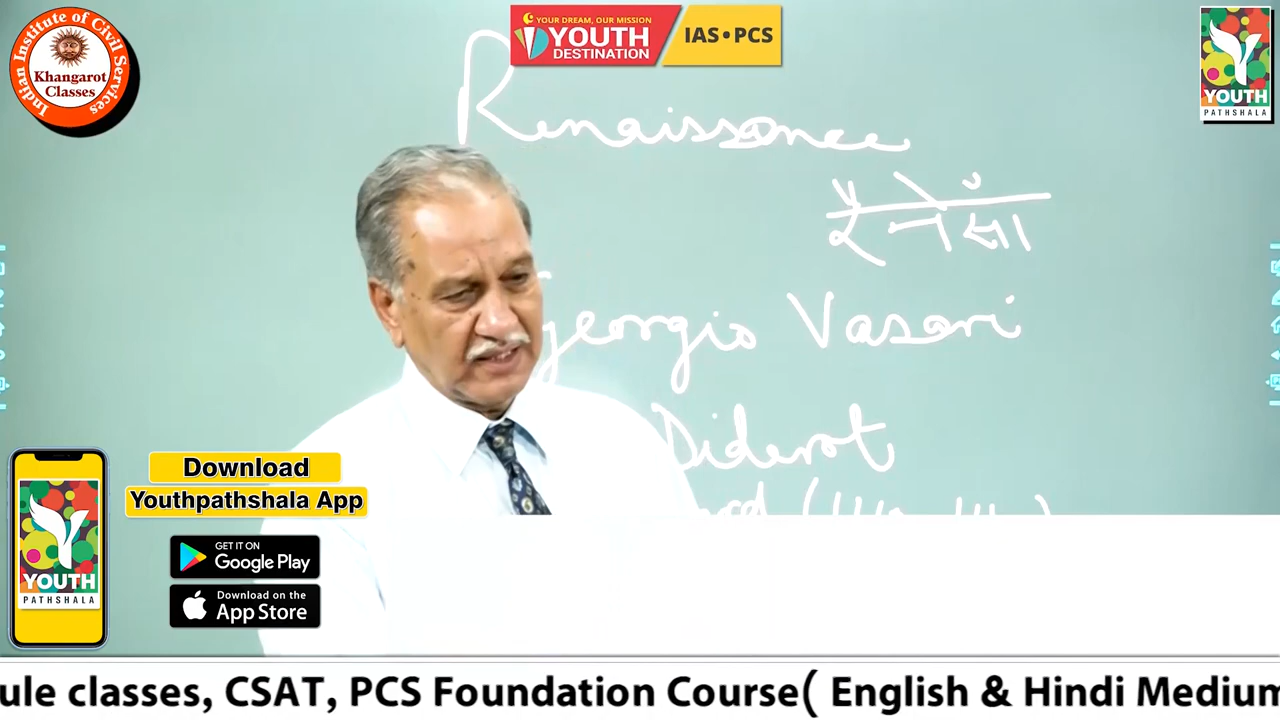 Indian Institute of Civil Services
Khangarot
Classes
YOUR DREAM, OUR MISSION
YOUTH
DESTINATION
IAS•PCS
YOUTH
PATHSHALA
Renaissance
रेनेसाँ
Georgio Vasari
Diderot
Download
Youthpathshala App
YOUTH
PATHSHALA
GET IT ON
Google Play
Download on the
App Store
ule classes, CSAT, PCS Foundation Course( English & Hindi Medium